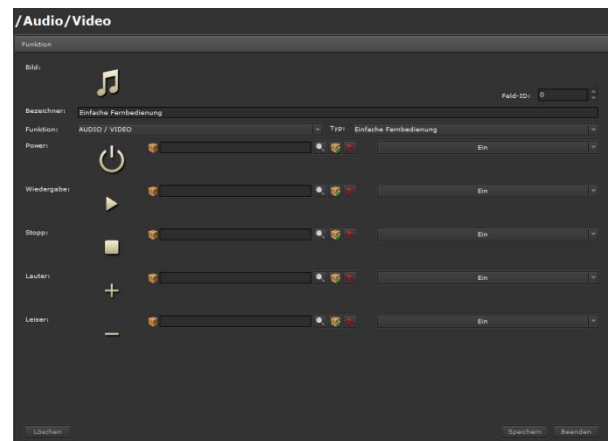 /Audio/Video
Funktion
Bild:
Feld-ID: 0
Bezeichner: Einfache Fernbedienung
Funktion: AUDIO / VIDEO Typ: Einfache Fernbedienung
Power: Ein
Wiedergabe: Ein
Stopp: Ein
Lauter: Ein
Leiser: Ein
Löschen Speichern Beenden